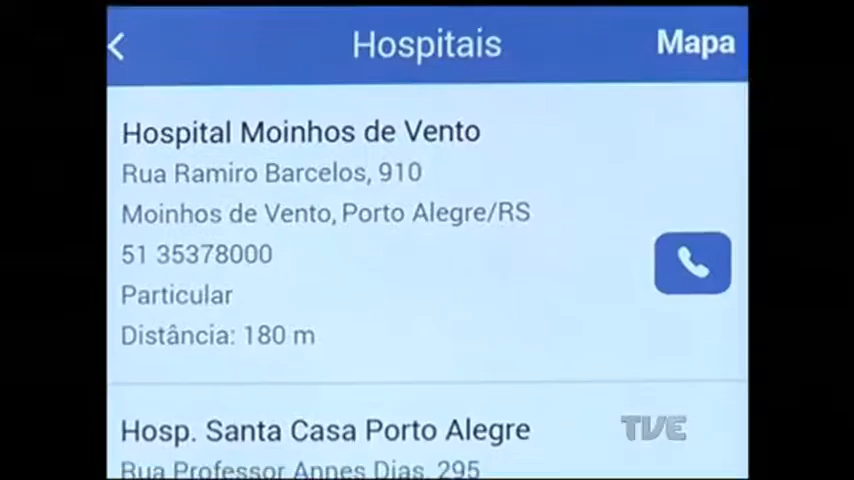 Hospitais
Mapa
Hospital Moinhos de Vento
Rua Ramiro Barcelos, 910
Moinhos de Vento, Porto Alegre/RS
51 35378000
Particular
Distância: 180 m
Hosp. Santa Casa Porto Alegre
TVE
Rua Professor Annes Dias, 295